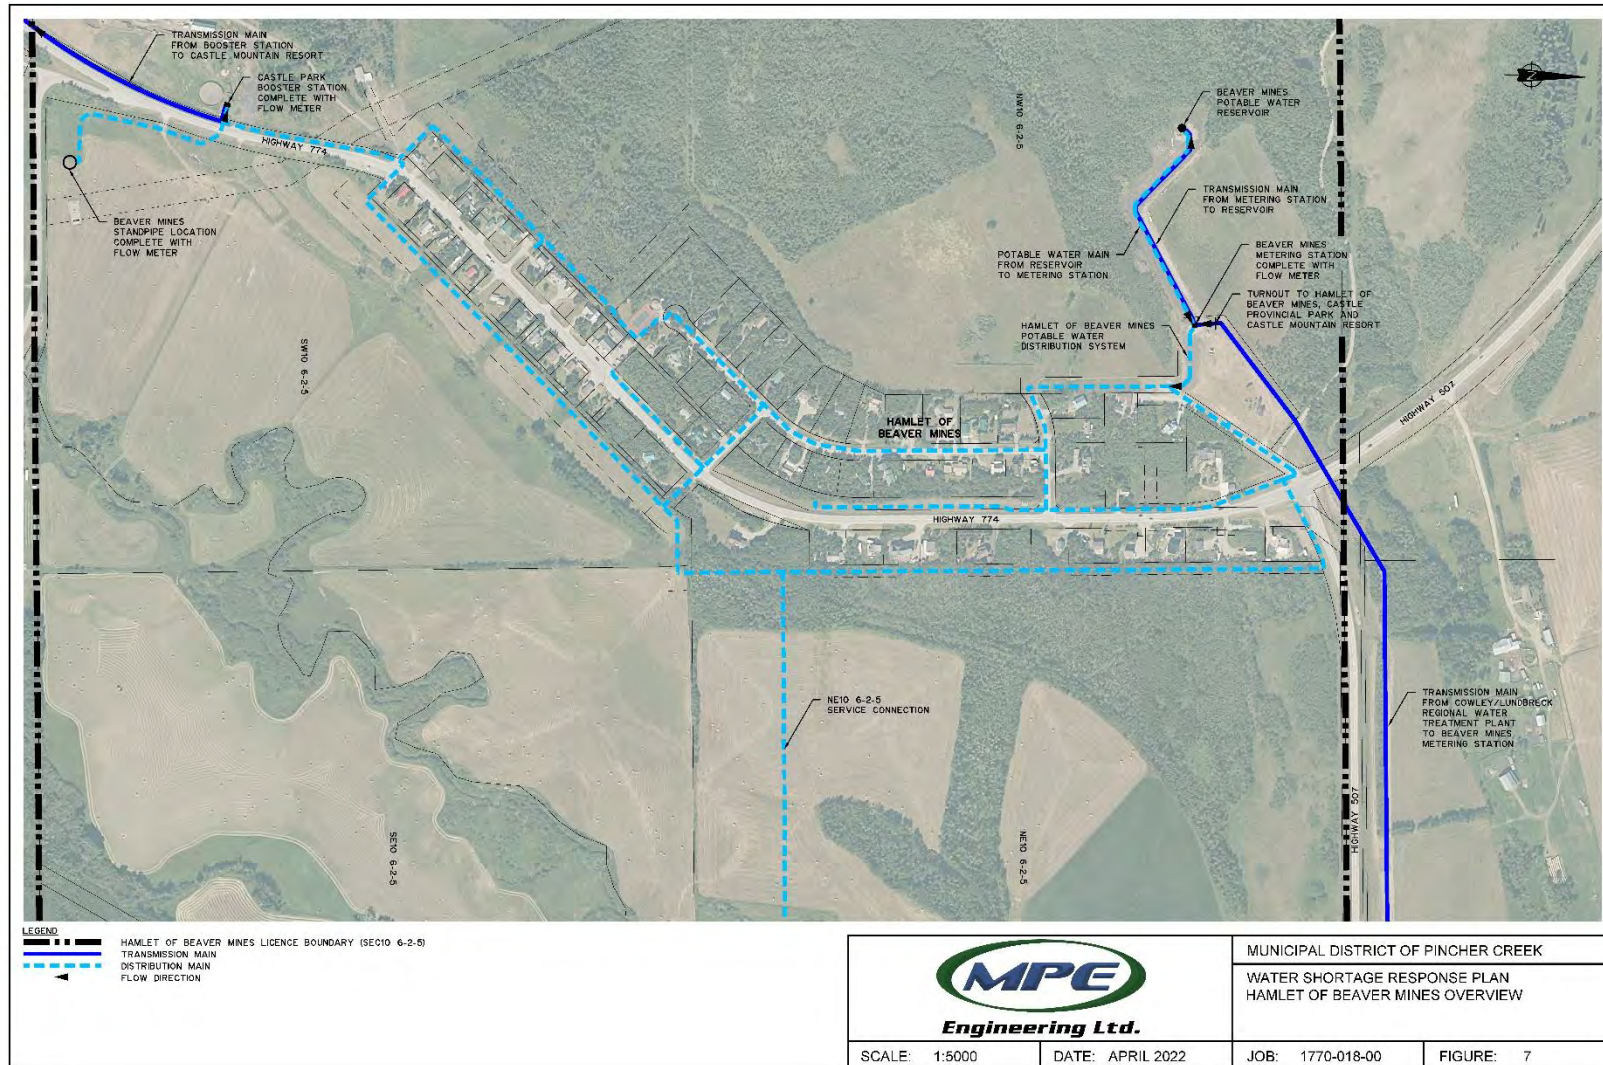 TRANSMISSION MAIN
FROM BOOSTER STATION
TO CASTLE MOUNTAIN RESORT
CASTLE PARK
BOOSTER STATION
COMPLETE WITH
FLOW METER
HIGHWAY 774
BEAVER MINES
STANDPIPE LOCATION
COMPLETE WITH
FLOW METER
NW10 6-2-5
BEAVER MINES
POTABLE WATER
RESERVOIR
N
TRANSMISSION MAIN
FROM METERING STATION
TO RESERVOIR
POTABLE WATER MAIN
FROM RESERVOIR
TO METERING STATION
BEAVER MINES
METERING STATION
COMPLETE WITH
FLOW METER
TURNOUT TO HAMLET OF
BEAVER MINES, CASTLE
PROVINCIAL PARK AND
CASTLE MOUNTAIN RESORT
HAMLET OF BEAVER MINES
POTABLE WATER
DISTRIBUTION SYSTEM
SW10 6-2-5
HIGHWAY 507
HAMLET OF
BEAVER MINES
HIGHWAY 774
NE10 6-2-5
SERVICE CONNECTION
TRANSMISSION MAIN
FROM COWLEY/LUNDBRECK
REGIONAL WATER
TREATMENT PLANT
TO BEAVER MINES
METERING STATION
SE10 6-2-5
NE10 6-2-5
HIGHWAY 507
LEGEND
HAMLET OF BEAVER MINES LICENCE BOUNDARY (SEC10 6-2-5)
TRANSMISSION MAIN
DISTRIBUTION MAIN
FLOW DIRECTION
MPE
Engineering Ltd.
MUNICIPAL DISTRICT OF PINCHER CREEK
WATER SHORTAGE RESPONSE PLAN
HAMLET OF BEAVER MINES OVERVIEW
SCALE: 1:5000
DATE: APRIL 2022
JOB: 1770-018-00
FIGURE: 7